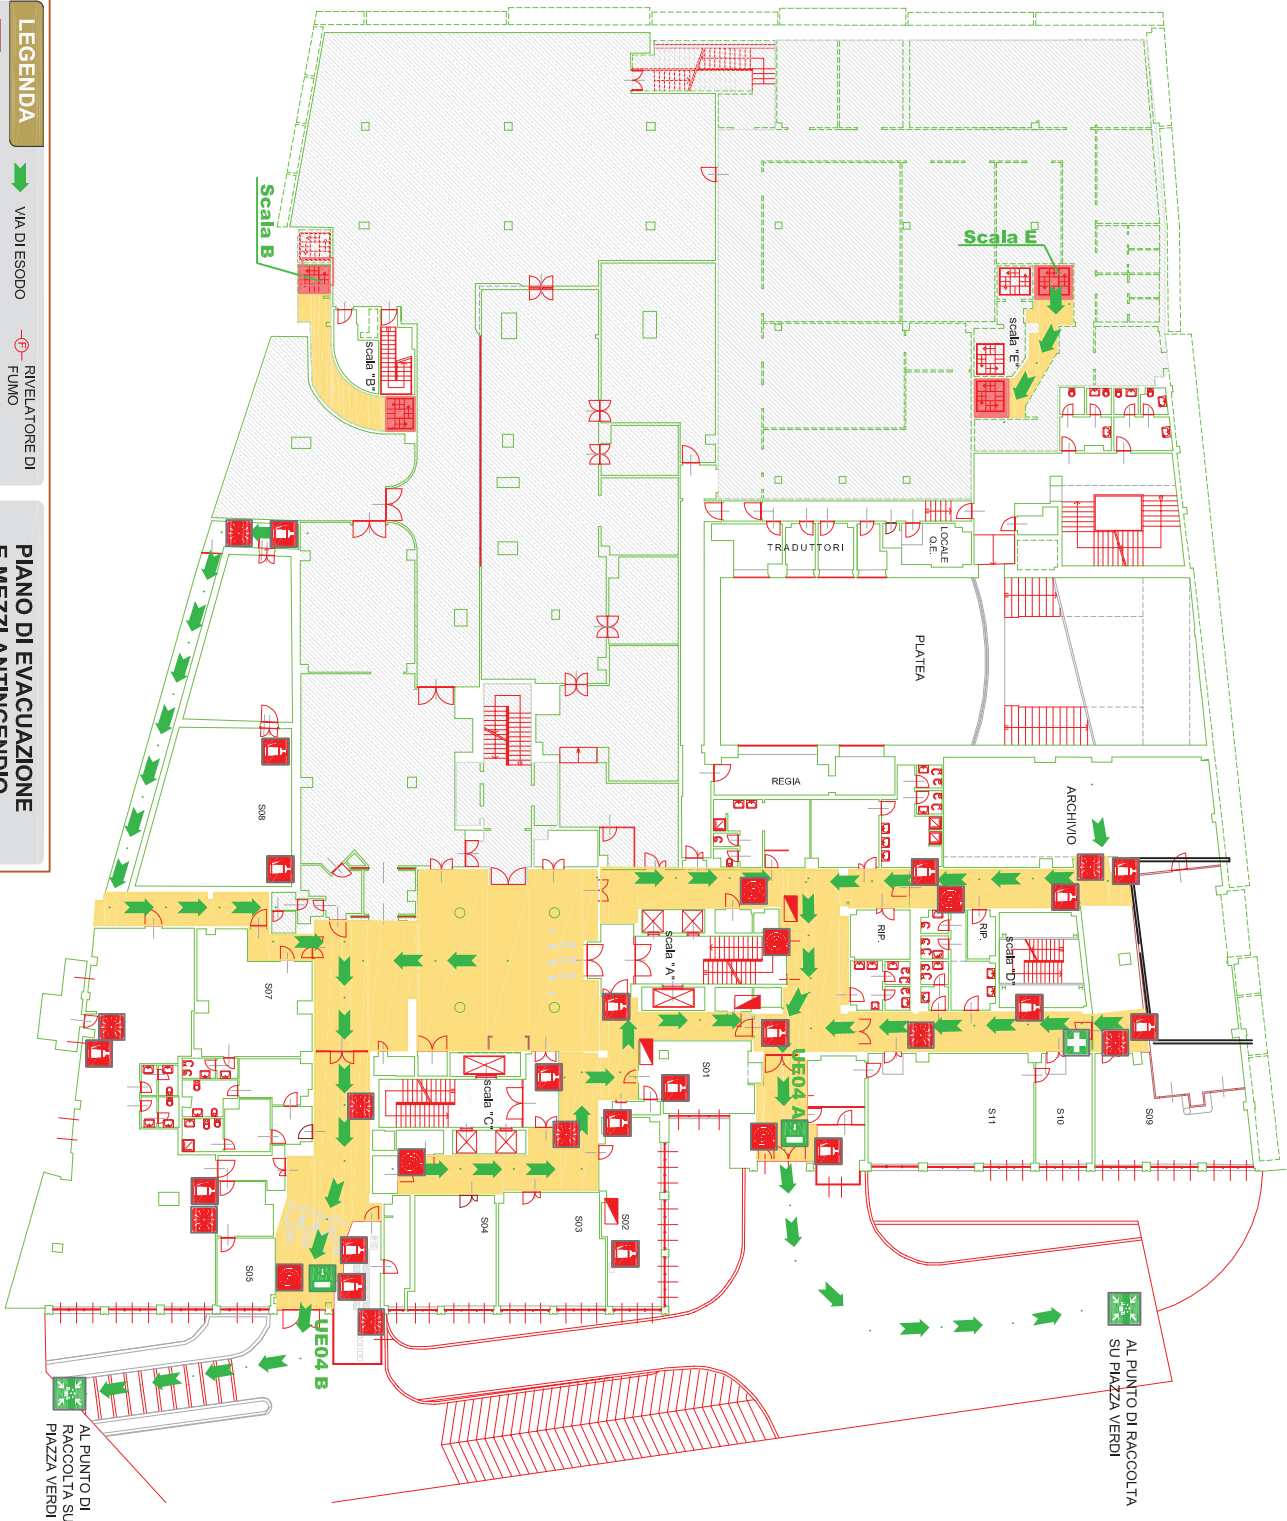 LEGENDA
VIA DI ESODO
RIVELATORE DI
FUMO
PIANO DI EVACUAZIONE
E MEZZI ANTINCENDIO
Scala B
scala "B"
Scala E
scala "E"
TRADUTTORI
LOCALE
Q.E.
PLATEA
REGIA
ARCHIVIO
S08
RIP.
RIP.
scala "D"
scala "A"
S07
scala "C"
S01
UE04 A
S11
S10
S09
S02
S03
S04
S05
UE04 B
AL PUNTO DI RACCOLTA
SU PIAZZA VERDI
AL PUNTO DI
RACCOLTA SU
PIAZZA VERDI